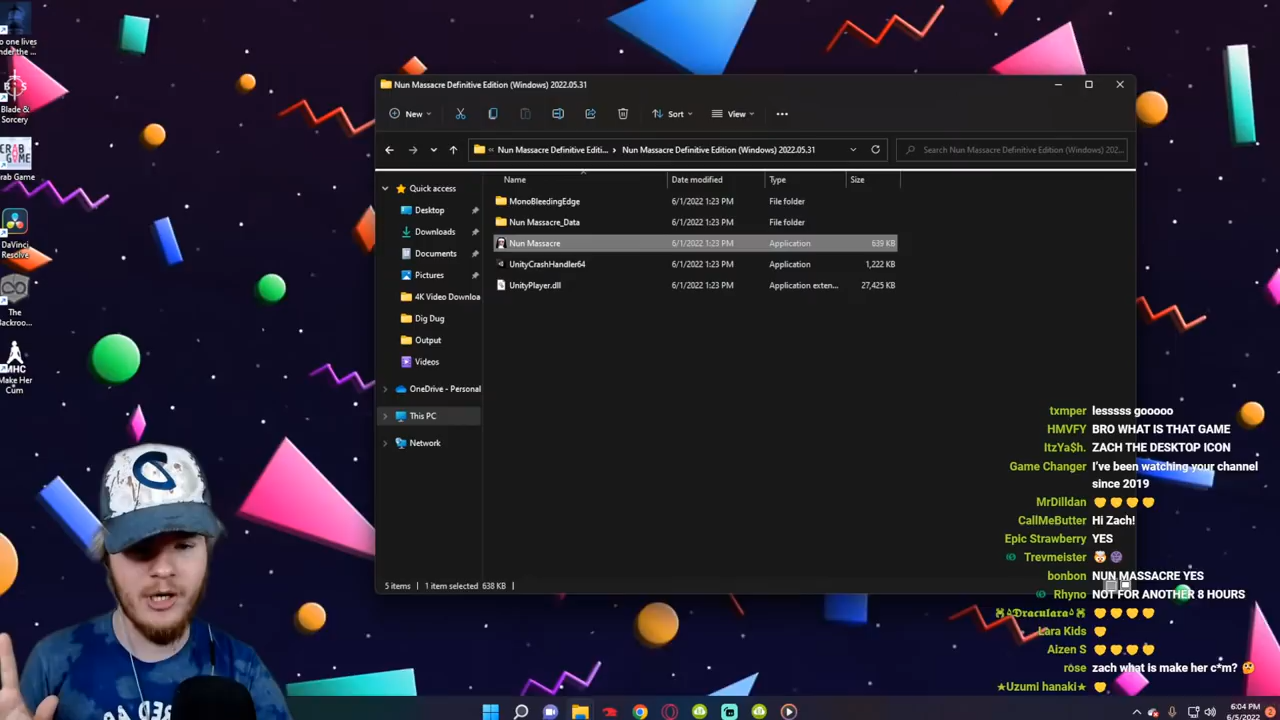 o one lives
nder the ...
Blade &
Sorcery
CRAB
GAME
rab Game
DaVinci
Resolve
The
Backroo...
MHC
Make Her
Cum
Nun Massacre Definitive Edition (Windows) 2022.05.31
New
Sort
View
Nun Massacre Definitive Editi... › Nun Massacre Definitive Edition (Windows) 2022.05.31
Search Nun Massacre Definitive Edition (Windows) 202...
Name Date modified Type Size
Quick access
Desktop
Downloads
Documents
Pictures
4K Video Downloa
Dig Dug
Output
Videos
OneDrive - Personal
This PC
Network
MonoBleedingEdge 6/1/2022 1:23 PM File folder
Nun Massacre_Data 6/1/2022 1:23 PM File folder
Nun Massacre 6/1/2022 1:23 PM Application 639 KB
UnityCrashHandler64 6/1/2022 1:23 PM Application 1,222 KB
UnityPlayer.dll 6/1/2022 1:23 PM Application exten... 27,425 KB
5 items 1 item selected 638 KB
txmper lesssss gooooo
HMVFY BRO WHAT IS THAT GAME
ItzYa$h. ZACH THE DESKTOP ICON
Game Changer I've been watching your channel
since 2019
MrDilldan
CallMeButter Hi Zach!
Epic Strawberry YES
Trevmeister
bonbon NUN MASSACRE YES
Rhyno NOT FOR ANOTHER 8 HOURS
Draculara
Lara Kids
Aizen S
rose zach what is make her c*m? 🤔
★Uzumi hanaki★
6:04 PM
6/5/2022